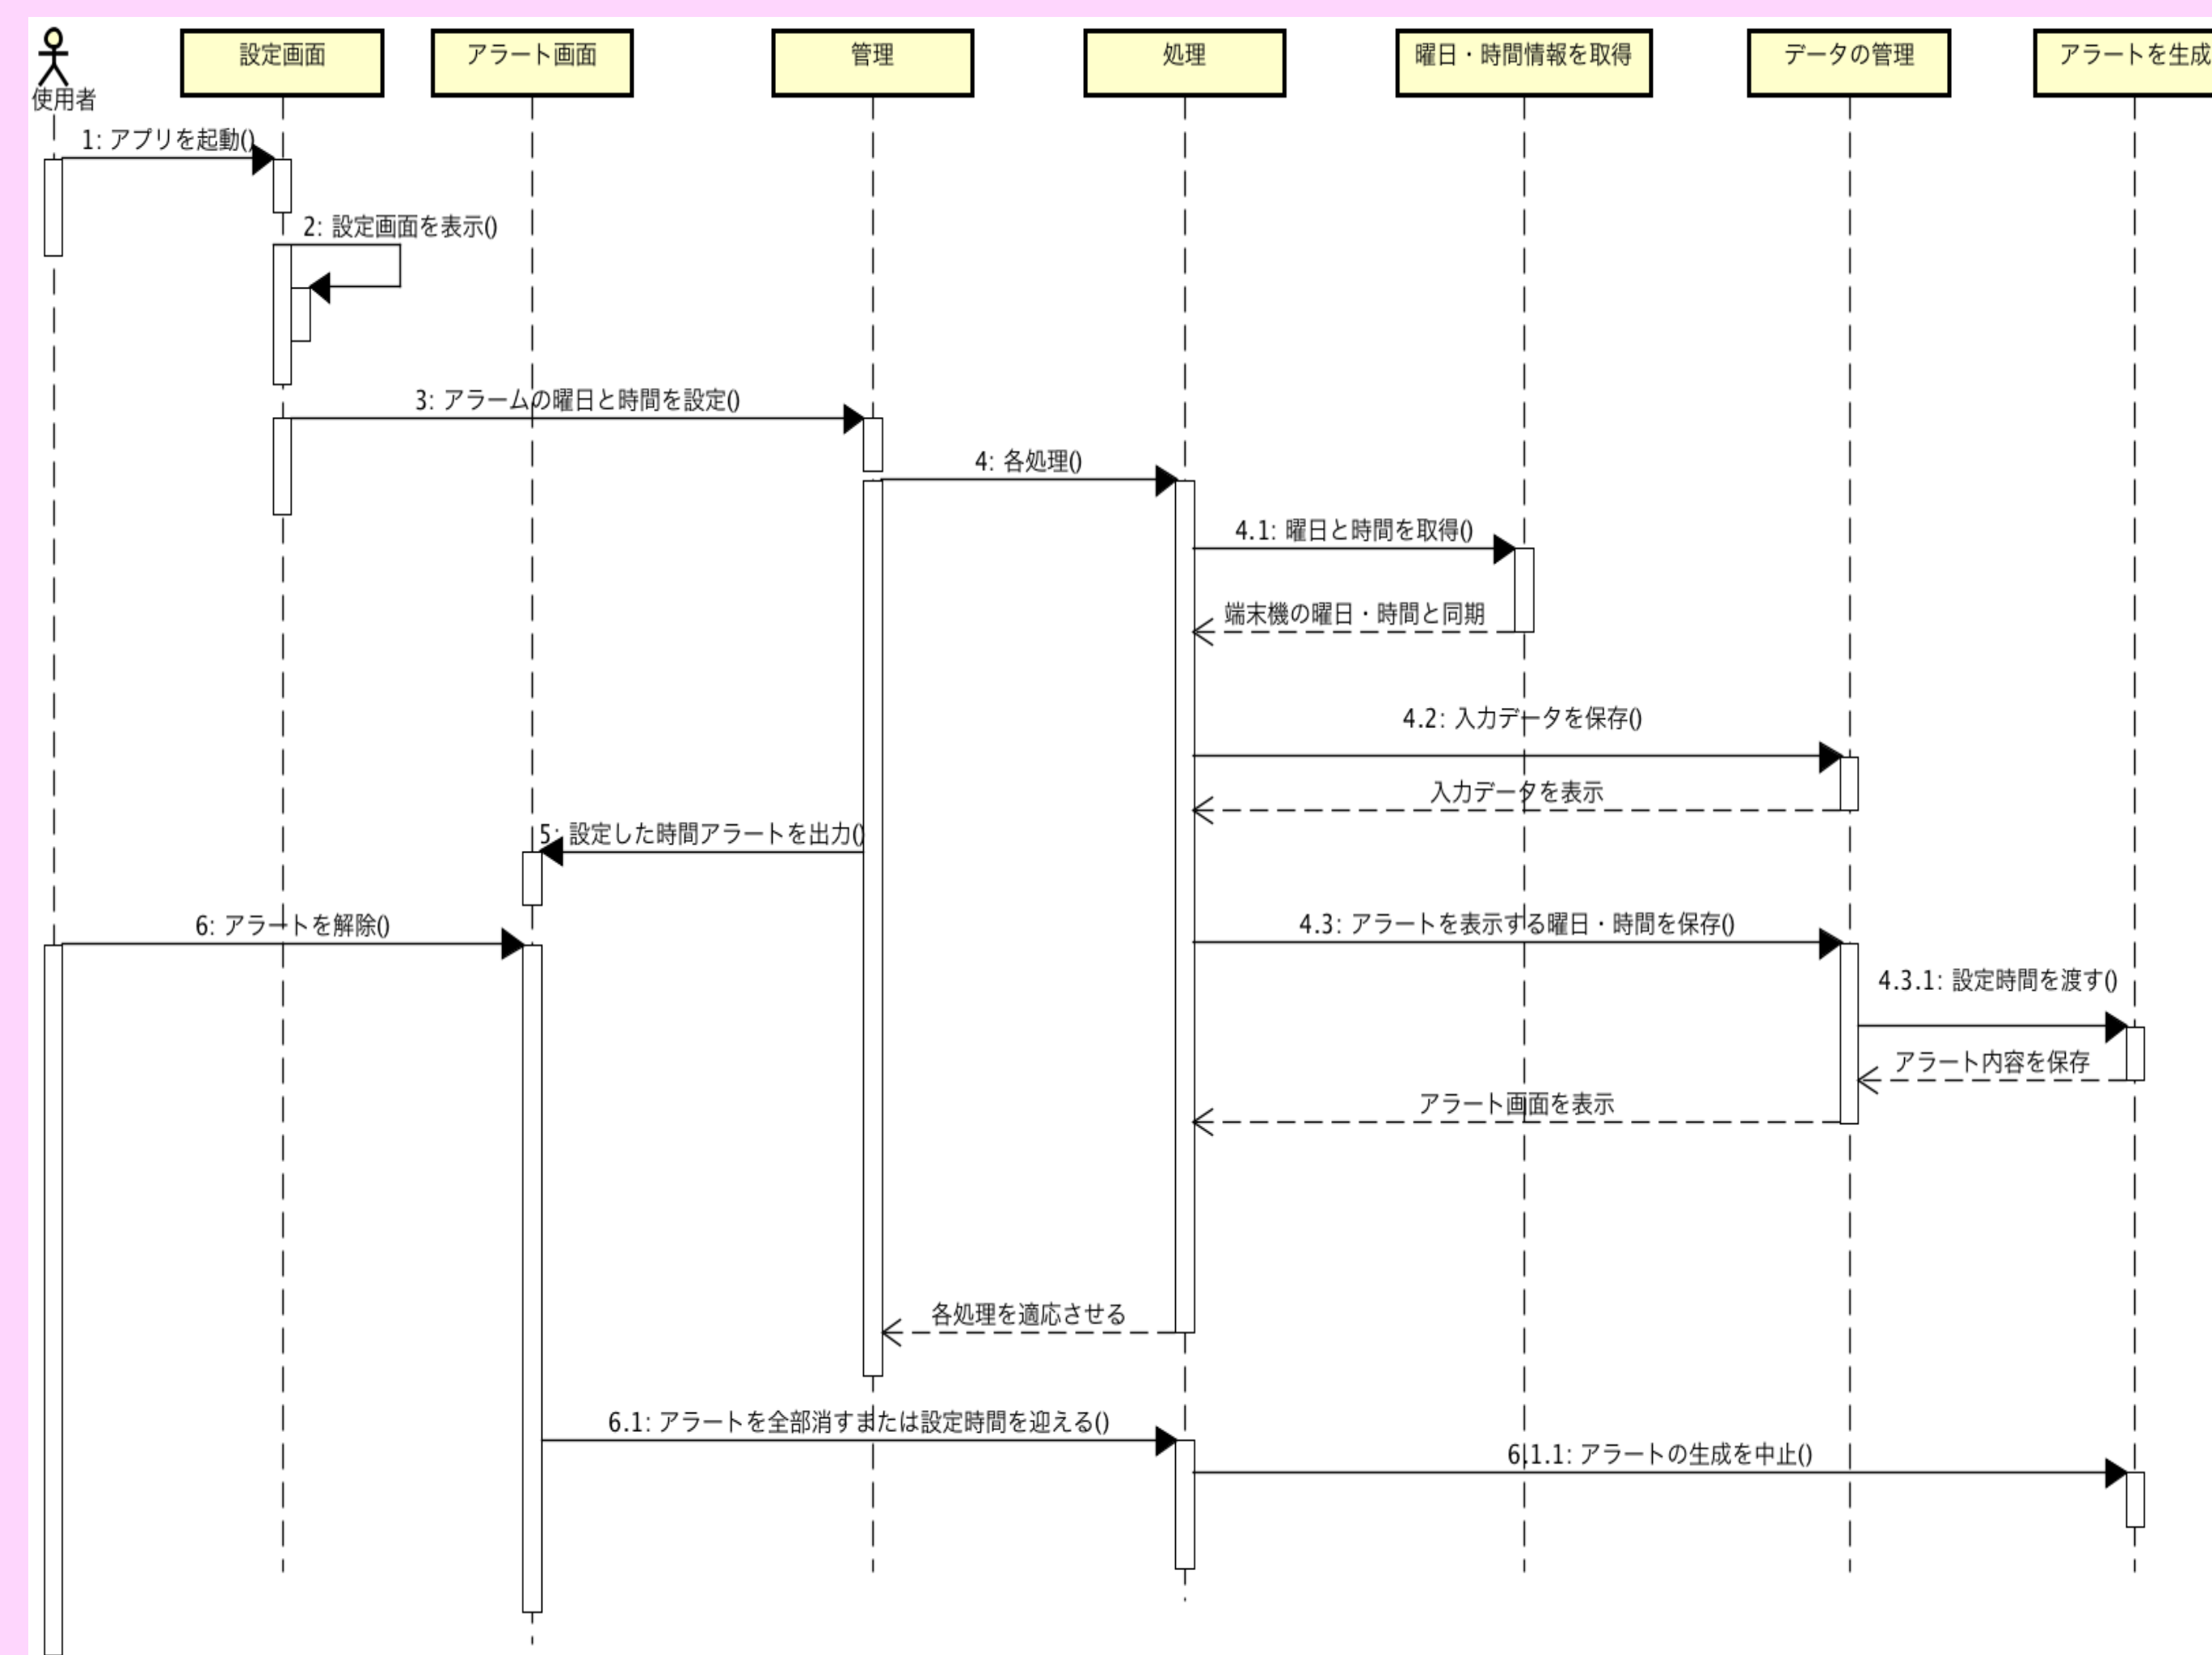 使用者
設定画面
アラート画面
管理
処理
曜日・時間情報を取得
データの管理
アラートを生成
1: アプリを起動()
2: 設定画面を表示()
3: アラームの曜日と時間を設定()
4: 各処理()
4.1: 曜日と時間を取得()
端末機の曜日・時間と同期
4.2: 入力データを保存()
入力データを表示
5: 設定した時間アラートを出力()
6: アラートを解除()
4.3: アラートを表示する曜日・時間を保存()
4.3.1: 設定時間を渡す()
アラート内容を保存
アラート画面を表示
各処理を適応させる
6.1: アラートを全部消すまたは設定時間を迎える()
6.1.1: アラートの生成を中止()